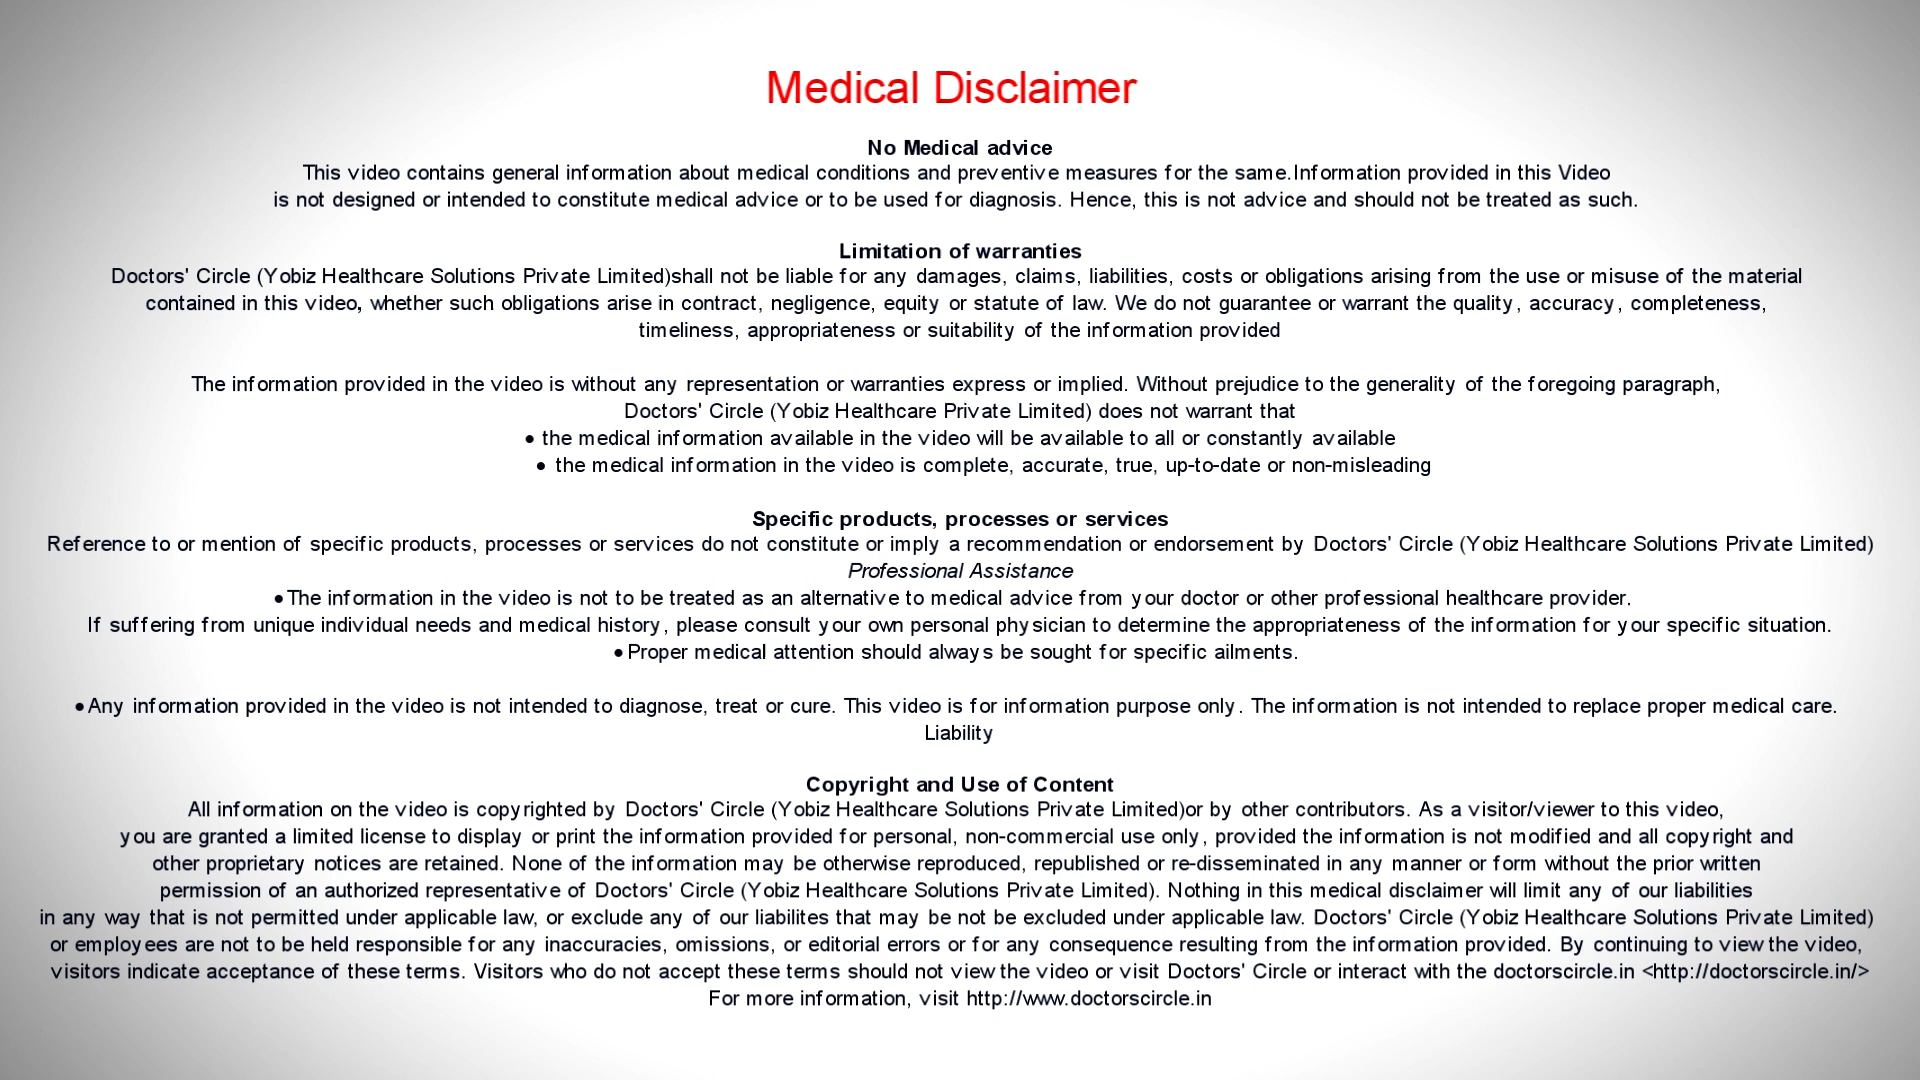 Medical Disclaimer
No Medical advice
This video contains general information about medical conditions and preventive measures for the same.Information provided in this Video
is not designed or intended to constitute medical advice or to be used for diagnosis. Hence, this is not advice and should not be treated as such.
Limitation of warranties
Doctors' Circle (Yobiz Healthcare Solutions Private Limited)shall not be liable for any damages, claims, liabilities, costs or obligations arising from the use or misuse of the material
contained in this video, whether such obligations arise in contract, negligence, equity or statute of law. We do not guarantee or warrant the quality, accuracy, completeness,
timeliness, appropriateness or suitability of the information provided
The information provided in the video is without any representation or warranties express or implied. Without prejudice to the generality of the foregoing paragraph,
Doctors' Circle (Yobiz Healthcare Private Limited) does not warrant that
• the medical information available in the video will be available to all or constantly available
• the medical information in the video is complete, accurate, true, up-to-date or non-misleading
Specific products, processes or services
Reference to or mention of specific products, processes or services do not constitute or imply a recommendation or endorsement by Doctors' Circle (Yobiz Healthcare Solutions Private Limited)
Professional Assistance
•The information in the video is not to be treated as an alternative to medical advice from your doctor or other professional healthcare provider.
If suffering from unique individual needs and medical history, please consult your own personal physician to determine the appropriateness of the information for your specific situation.
•Proper medical attention should always be sought for specific ailments.
•Any information provided in the video is not intended to diagnose, treat or cure. This video is for information purpose only. The information is not intended to replace proper medical care.
Liability
Copyright and Use of Content
All information on the video is copyrighted by Doctors' Circle (Yobiz Healthcare Solutions Private Limited)or by other contributors. As a visitor/viewer to this video,
you are granted a limited license to display or print the information provided for personal, non-commercial use only, provided the information is not modified and all copyright and
other proprietary notices are retained. None of the information may be otherwise reproduced, republished or re-disseminated in any manner or form without the prior written
permission of an authorized representative of Doctors' Circle (Yobiz Healthcare Solutions Private Limited). Nothing in this medical disclaimer will limit any of our liabilities
in any way that is not permitted under applicable law, or exclude any of our liabilites that may be not be excluded under applicable law. Doctors' Circle (Yobiz Healthcare Solutions Private Limited)
or employees are not to be held responsible for any inaccuracies, omissions, or editorial errors or for any consequence resulting from the information provided. By continuing to view the video,
visitors indicate acceptance of these terms. Visitors who do not accept these terms should not view the video or visit Doctors' Circle or interact with the doctorscircle.in <http://doctorscircle.in/>
For more information, visit http://www.doctorscircle.in